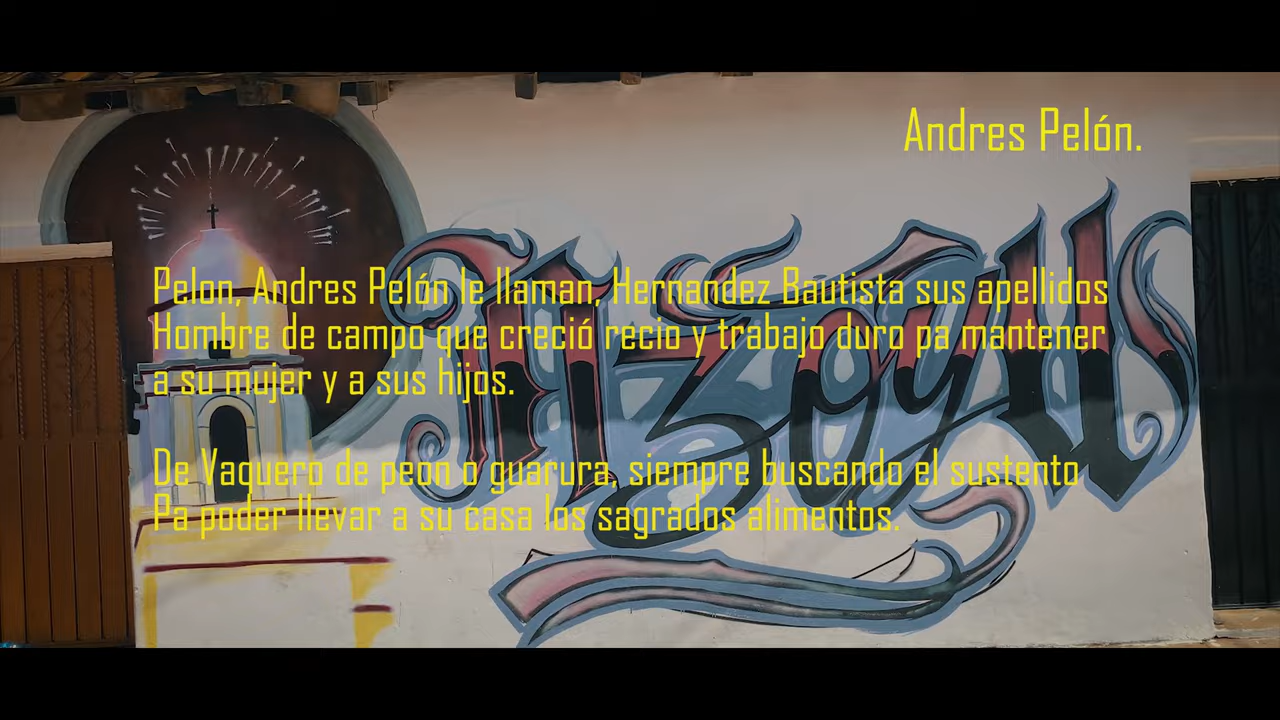 Andres Pelón.
Azoyu
Pelon, Andres Pelón le llaman, Hernandez Bautista sus apellidos
Hombre de campo que creció recio y trabajo duro pa mantener
a su mujer y a sus hijos.
De Vaquero de peon o guarura, siempre buscando el sustento
Pa poder llevar a su casa los sagrados alimentos.